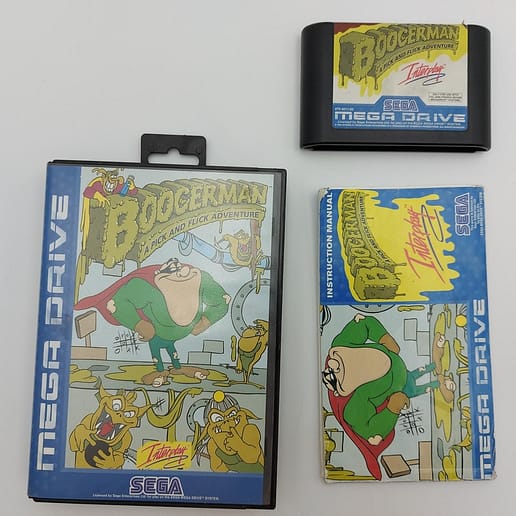 BOOGERMAN
A PICK AND FLICK ADVENTURE
Interplay
SEGA
MEGA DRIVE
MEGA DRIVE
BOOGERMAN
A PICK AND FLICK ADVENTURE
Interplay
SEGA
INSTRUCTION MANUAL
BOOGERMAN
A PICK AND FLICK ADVENTURE
Interplay
SEGA
MEGA DRIVE